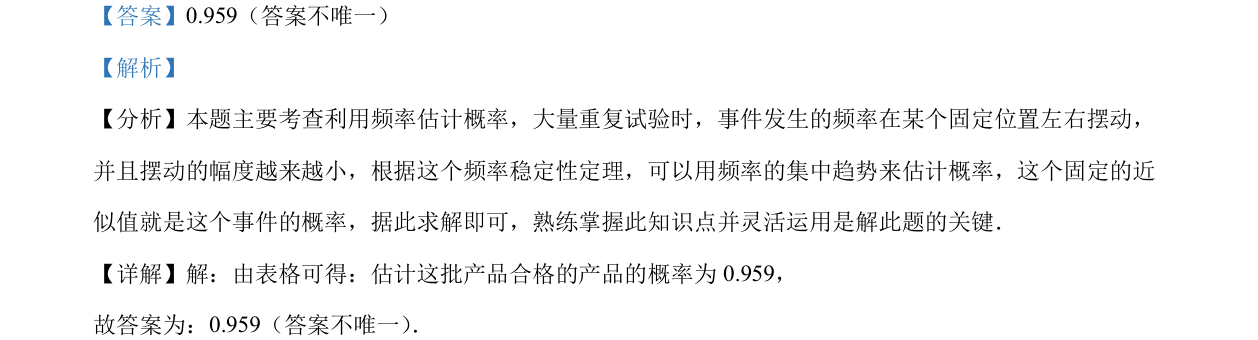 【答案】0.959（答案不唯一）
【解析】
【分析】本题主要考查利用频率估计概率，大量重复试验时，事件发生的频率在某个固定位置左右摆动，
并且摆动的幅度越来越小，根据这个频率稳定性定理，可以用频率的集中趋势来估计概率，这个固定的近
似值就是这个事件的概率，据此求解即可，熟练掌握此知识点并灵活运用是解此题的关键．
【详解】解：由表格可得：估计这批产品合格的产品的概率为 0.959，
故答案为：0.959（答案不唯一）．